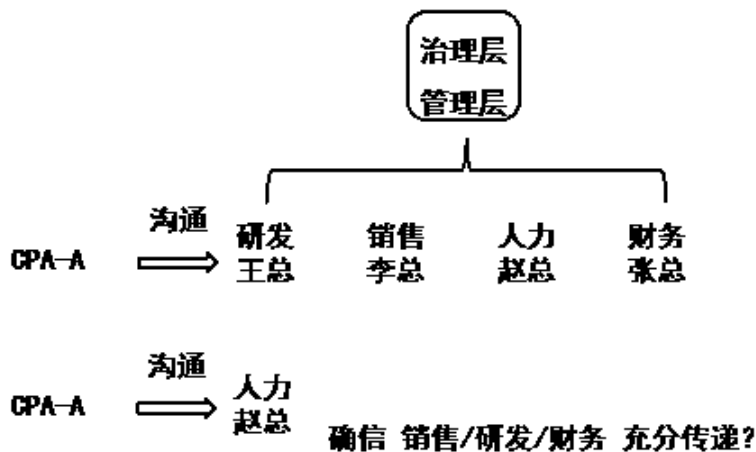 治理层
管理层
沟通
研发 销售 人力 财务
CPA-A 王总 李总 赵总 张总
沟通
人力
CPA-A 赵总
确信 销售/研发/财务 充分传递?